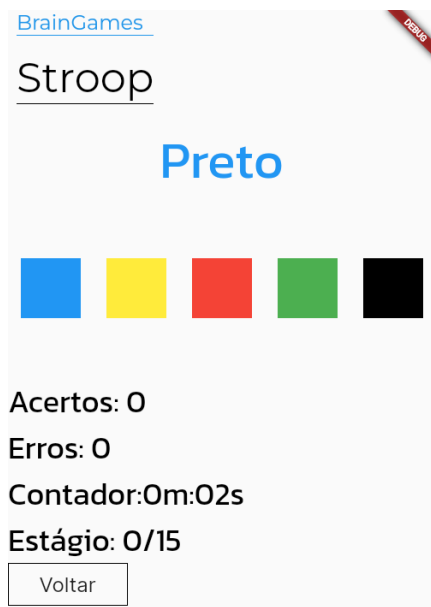 BrainGames
DEBUG
Stroop
Preto
Acertos: 0
Erros: 0
Contador:0m:02s
Estágio: 0/15
Voltar